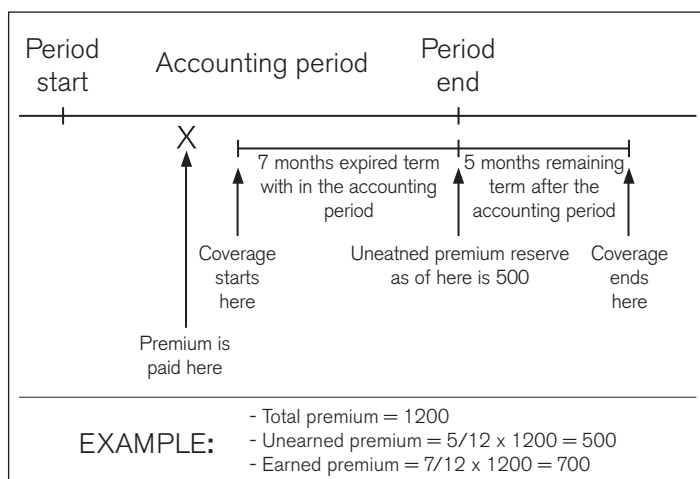 Period
start
Accounting period
Period
end
X
7 months expired term
with in the accounting
period
5 months remaining
term after the
accounting period
Coverage
starts
here
Uneatned premium reserve
as of here is 500
Coverage
ends
here
Premium is
paid here
EXAMPLE:
- Total premium = 1200
- Unearned premium = 5/12 x 1200 = 500
- Earned premium = 7/12 x 1200 = 700